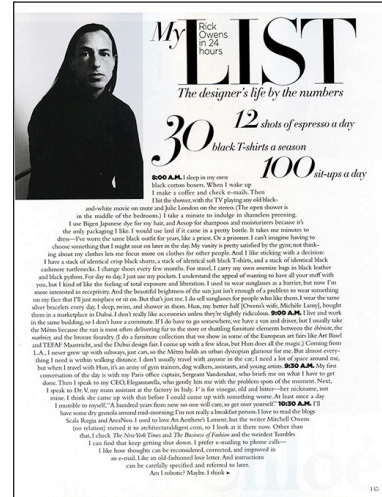 My
Rick
Owens
in 24
hours
LIST
The designer's life by the numbers
12 shots of espresso a day
30 black T-shirts a season
100 sit-ups a day
8:00 A.M. I sleep in my own
black cotton boxers. When I wake up
I make a coffee and check e-mails. Then
I hit the shower, with the TV playing any old black-
and-white movie on mute and Julie London on the stereo. (The open shower is
in the middle of the bedroom.) I take a minute to indulge in shameless preening.
I use Bigen Japanese dye for my hair, and Aesop for shampoos and moisturizers because it's
the only packaging I like. I would use lard if it came in a pretty bottle. It takes me minutes to
dress—I've worn the same black outfit for years, like a priest. Or a prisoner. I can't imagine having to
choose something that I might sour on later in the day. My vanity is pretty satisfied by the gym; not think-
ing about my clothes lets me focus more on clothes for other people. And I like sticking with a decision:
I have a stack of identical crisp black shorts, a stack of identical soft black T-shirts, and a stack of identical black
cashmere turtlenecks. I change shoes every few months. For travel, I carry my own oversize bags in black leather
and black python. For day to day, I just use my pockets. I understand the appeal of wanting to have all your stuff with
you, but I kind of like the feeling of total exposure and liberation. I used to wear sunglasses as a barrier, but now I'm
more interested in receptivity. And the beautiful brightness of the sun just isn't enough of a problem to wear something
on my face that I'll just misplace or sit on. But that's just me. I do sell sunglasses for people who like them. I wear the same
silver bracelets every day. I sleep, swim, and shower in them. Hun, my better half [Owens's wife, Michèle Lamy], bought
them in a marketplace in Dubai. I don't really like accessories unless they're slightly ridiculous. 9:00 A.M. I live and work
in the same building, so I don't have a commute. If I do have to go somewhere, we have a van and driver, but I usually take
the Métro because the van is most often delivering fur to the store or shuttling furniture elements between the ébéniste, the
marbrier, and the bronze foundry. (I do a furniture collection that we show in some of the European art fairs like Art Basel
and TEFAF Maastricht, and the Dubai design fair. I come up with a few ideas, but Hun does all the magic.) Coming from
L.A., I never grew up with subways, just cars, so the Métro holds an urban dystopian glamour for me. But almost every-
thing I need is within walking distance. I don't usually travel with anyone in the car; I need a lot of space around me,
but when I travel with Hun, it's an army of gym trainers, dog walkers, assistants, and young artists. 9:30 A.M. My first
conversation of the day is with my Paris office captain, Sergeant Vandendaut, who briefs me on what I have to get
done. Then I speak to my CEO, Eleganzavilla, who gently hits me with the problem spots of the moment. Next,
I speak to Dr. V, my main assistant at the factory in Italy. V is for vinegar, old and bitter—her nickname, not
mine. I think she came up with that before I could come up with something worse. At least once a day
I mumble to myself, "A hundred years from now no one will care, so get over yourself." 10:30 A.M. I'll
have some dry granola around mid-morning; I'm not really a breakfast person. I love to read the blogs
Scala Regia and AreaNeo. I used to love An Aesthete's Lament, but the writer Mitchell Owens
(no relation) moved it to architecturaldigest.com, so I look at it there now. Other than
that, I check The New York Times and The Business of Fashion and the weirdest Tumblrs
I can find that keep getting shut down. I prefer e-mailing to phone calls—
I like how things can be reconsidered, corrected, and improved in
an e-mail. Like an old-fashioned love letter. And instructions
can be carefully specified and referred to later.
Am I robotic? Maybe. I think ▶
145